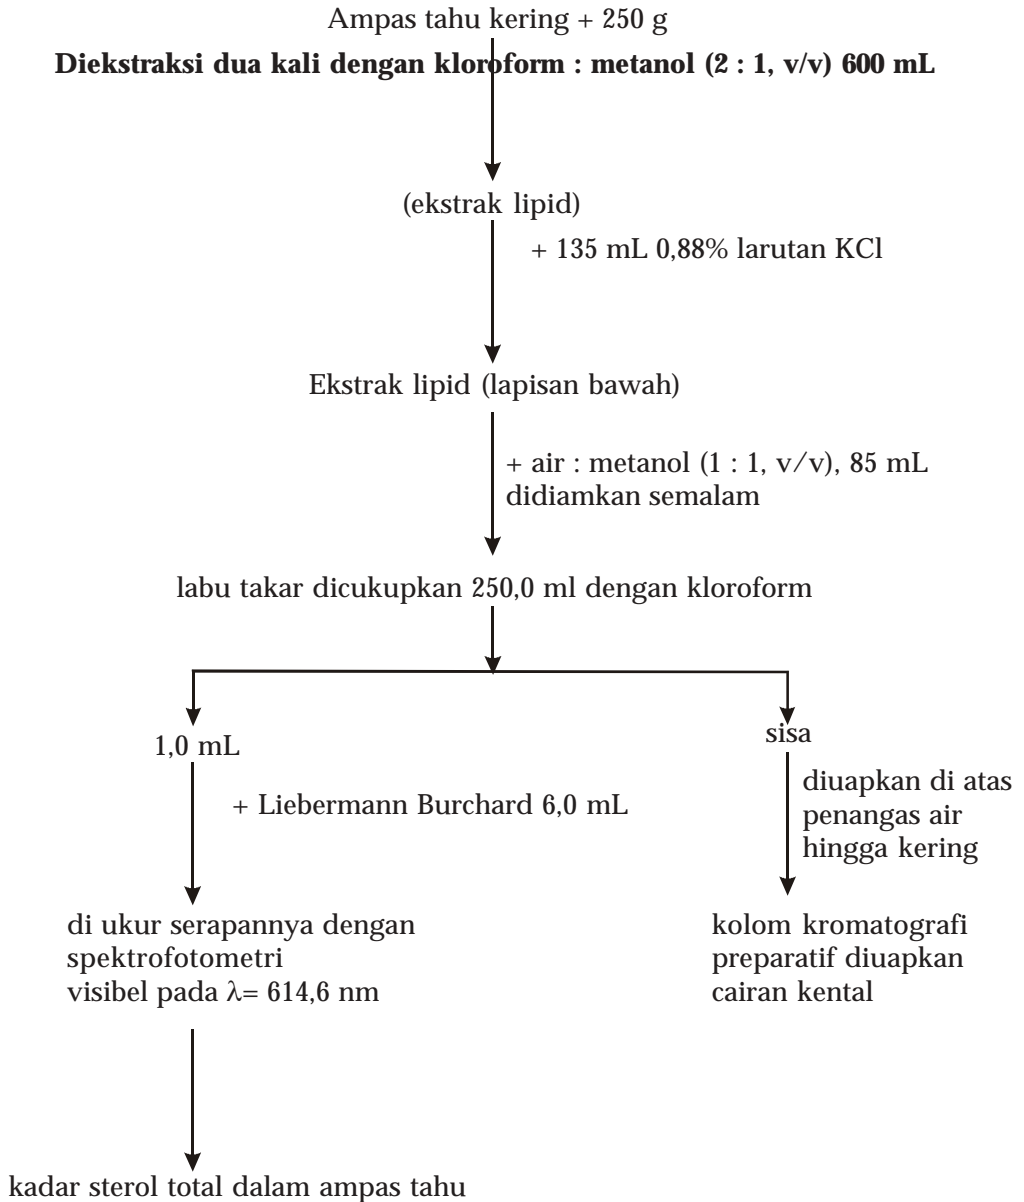 Ampas tahu kering + 250 g
Diekstraksi dua kali dengan kloroform : metanol (2 : 1, v/v) 600 mL
(ekstrak lipid)
+ 135 mL 0,88% larutan KCl
Ekstrak lipid (lapisan bawah)
+ air : metanol (1 : 1, v/v), 85 mL
didiamkan semalam
labu takar dicukupkan 250,0 ml dengan kloroform
1,0 mL
+ Liebermann Burchard 6,0 mL
di ukur serapannya dengan
spektrofotometri
visibel pada λ= 614,6 nm
kadar sterol total dalam ampas tahu
sisa
diuapkan di atas
penangas air
hingga kering
kolom kromatografi
preparatif diuapkan
cairan kental